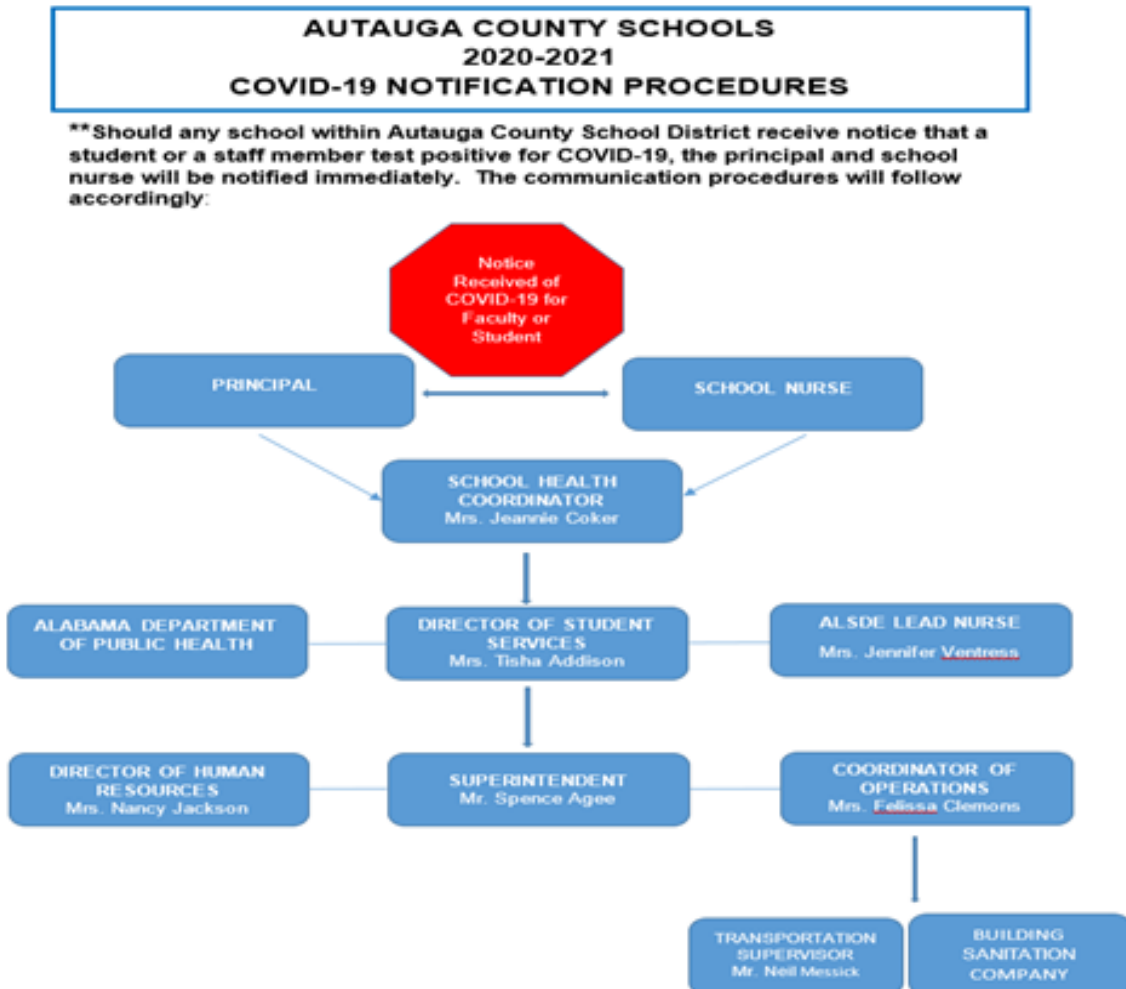 AUTAUGA COUNTY SCHOOLS
2020-2021
COVID-19 NOTIFICATION PROCEDURES
**Should any school within Autauga County School District receive notice that a
student or a staff member test positive for COVID-19, the principal and school
nurse will be notified immediately. The communication procedures will follow
accordingly:
Notice
Received of
COVID-19 for
Faculty or
Student
PRINCIPAL
SCHOOL NURSE
SCHOOL HEALTH
COORDINATOR
Mrs. Jeannie Coker
ALABAMA DEPARTMENT
OF PUBLIC HEALTH
DIRECTOR OF STUDENT
SERVICES
Mrs. Tisha Addison
ALSDE LEAD NURSE
Mrs. Jennifer Ventress
DIRECTOR OF HUMAN
RESOURCES
Mrs. Nancy Jackson
SUPERINTENDENT
Mr. Spence Agee
COORDINATOR OF
OPERATIONS
Mrs. Felissa Clemons
TRANSPORTATION
SUPERVISOR
Mr. Neill Messick
BUILDING
SANITATION
COMPANY